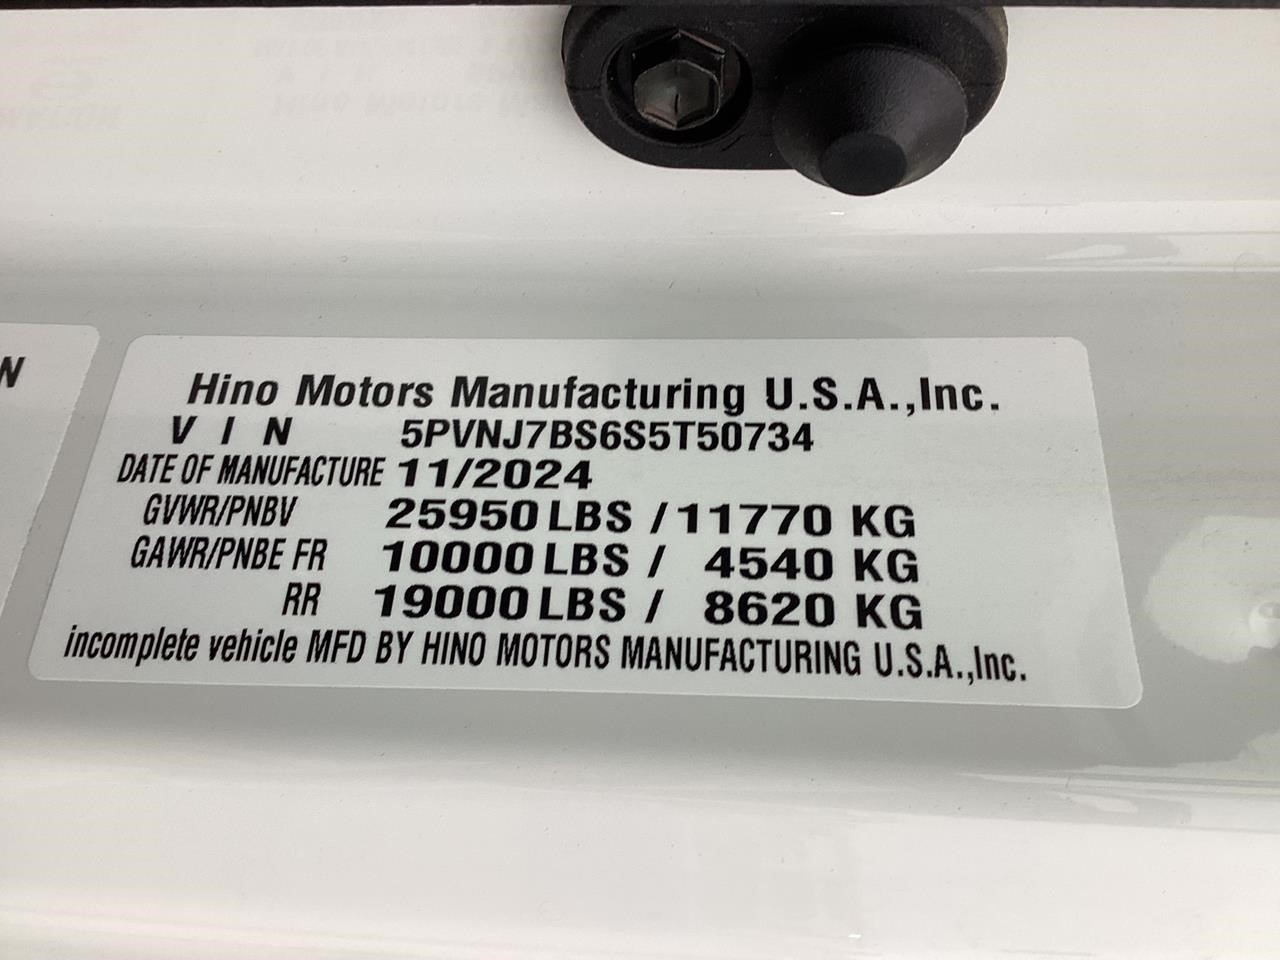 N
Hino Motors Manufacturing U.S.A.,Inc.
V I N 5PVNJ7BS6S5T50734
DATE OF MANUFACTURE 11/2024
GVWR/PNBV 25950 LBS / 11770 KG
GAWR/PNBE FR 10000 LBS / 4540 KG
RR 19000 LBS / 8620 KG
incomplete vehicle MFD BY HINO MOTORS MANUFACTURING U.S.A.,Inc.